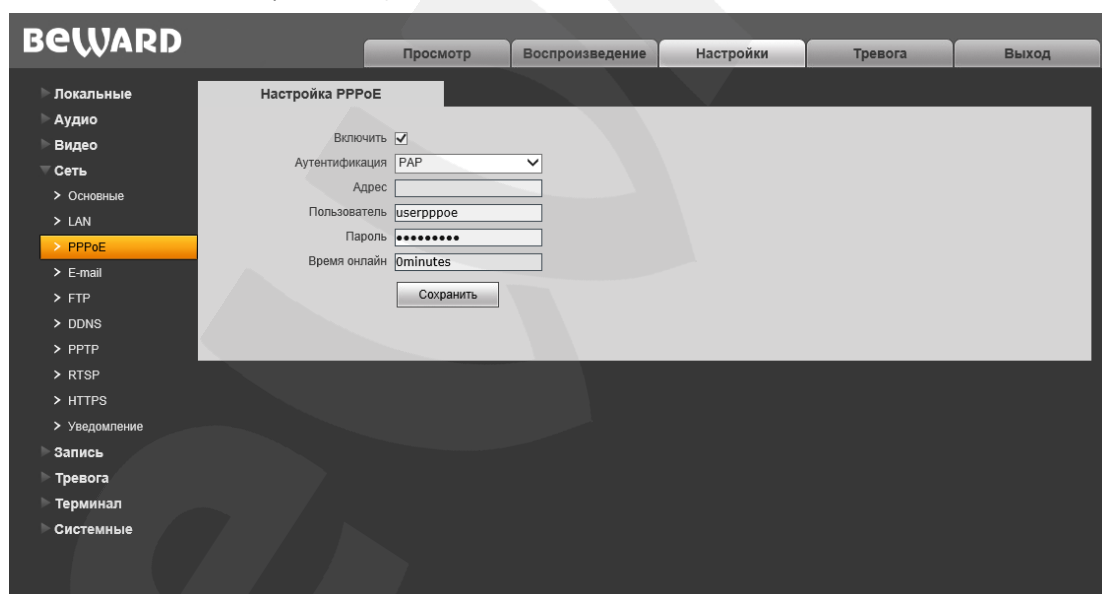 BEWARD
Просмотр Воспроизведение Настройки Тревога Выход
Локальные
Аудио
Видео
Сеть
Основные
LAN
PPPoE
E-mail
FTP
DDNS
PPTP
RTSP
HTTPS
Уведомление
Запись
Тревога
Терминал
Системные
Настройка PPPoE
Включить
Аутентификация PAP
Адрес
Пользователь userpppoe
Пароль •••••••••
Время онлайн 0minutes
Сохранить